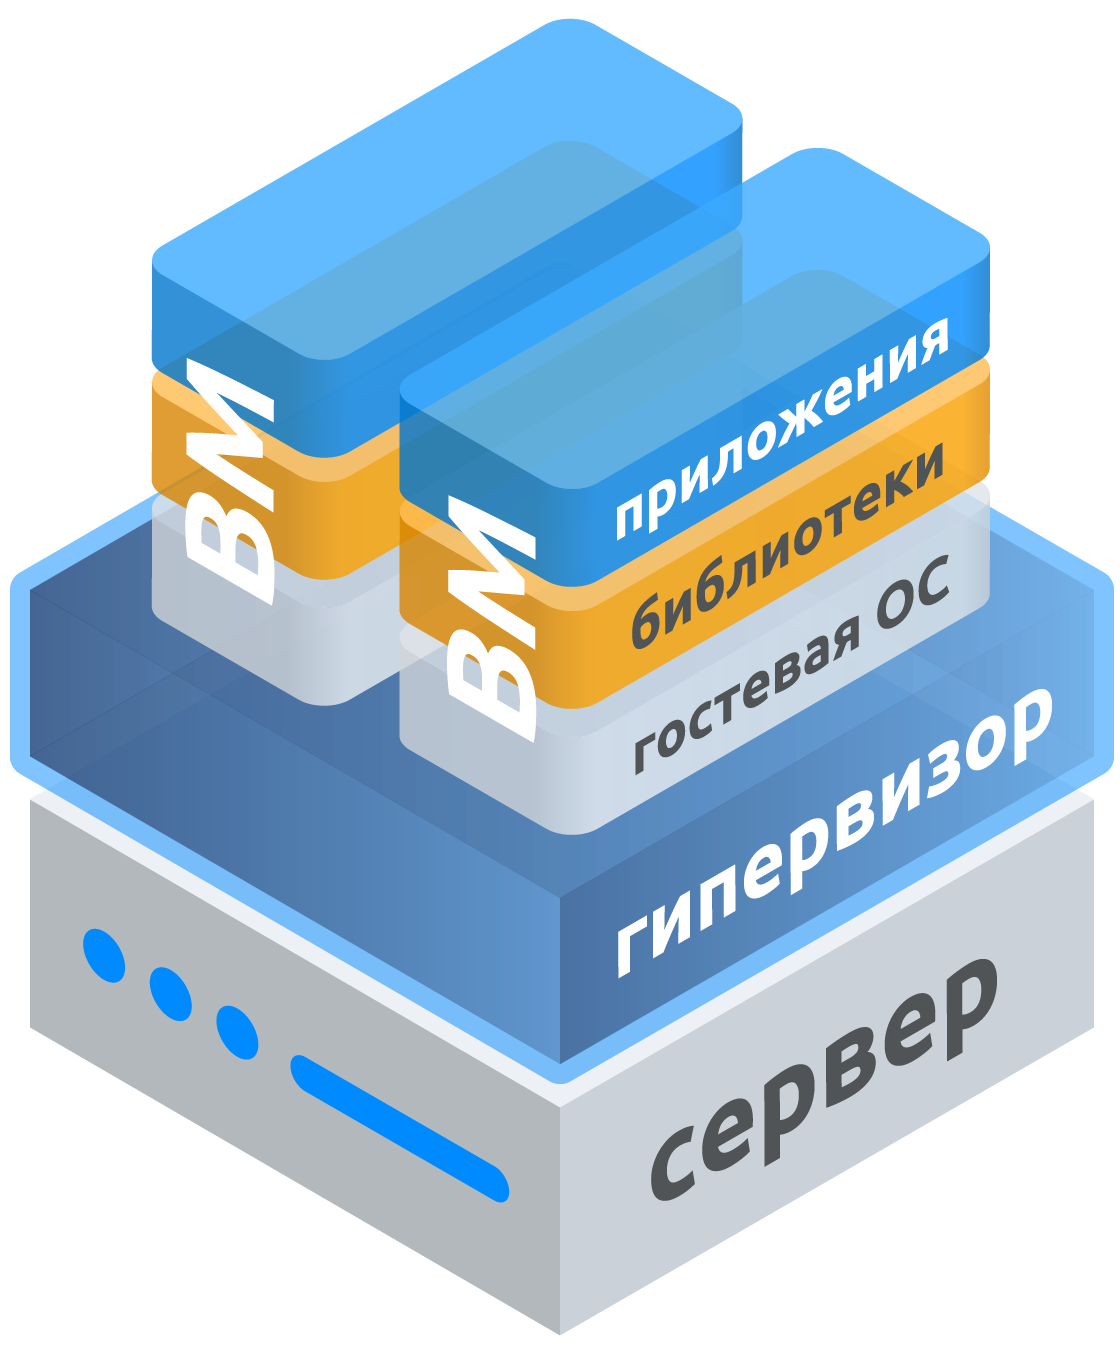 ВМ
ВМ
приложения
библиотеки
гостевая ОС
гипервизор
сервер